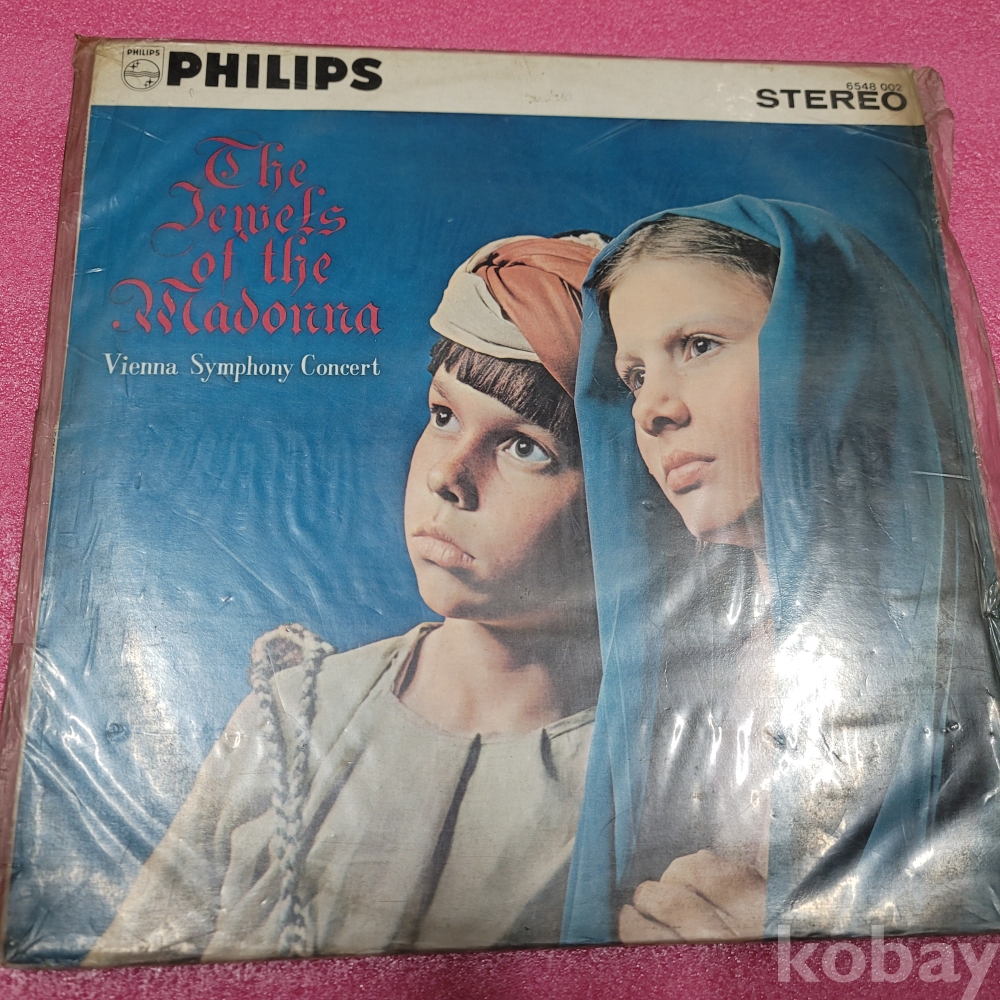 PHILIPS
PHILIPS
6548 002
STEREO
The
Jewels
of the
Madonna
Vienna Symphony Concert
kobay